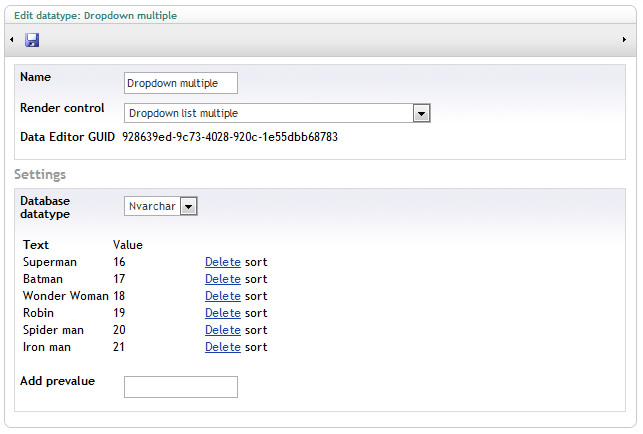 Edit datatype: Dropdown multiple
Name Dropdown multiple
Render control Dropdown list multiple
Data Editor GUID 928639ed-9c73-4028-920c-1e55dbb68783
Settings
Database datatype Nvarchar
Text Value
Superman 16 Delete sort
Batman 17 Delete sort
Wonder Woman 18 Delete sort
Robin 19 Delete sort
Spider man 20 Delete sort
Iron man 21 Delete sort
Add prevalue